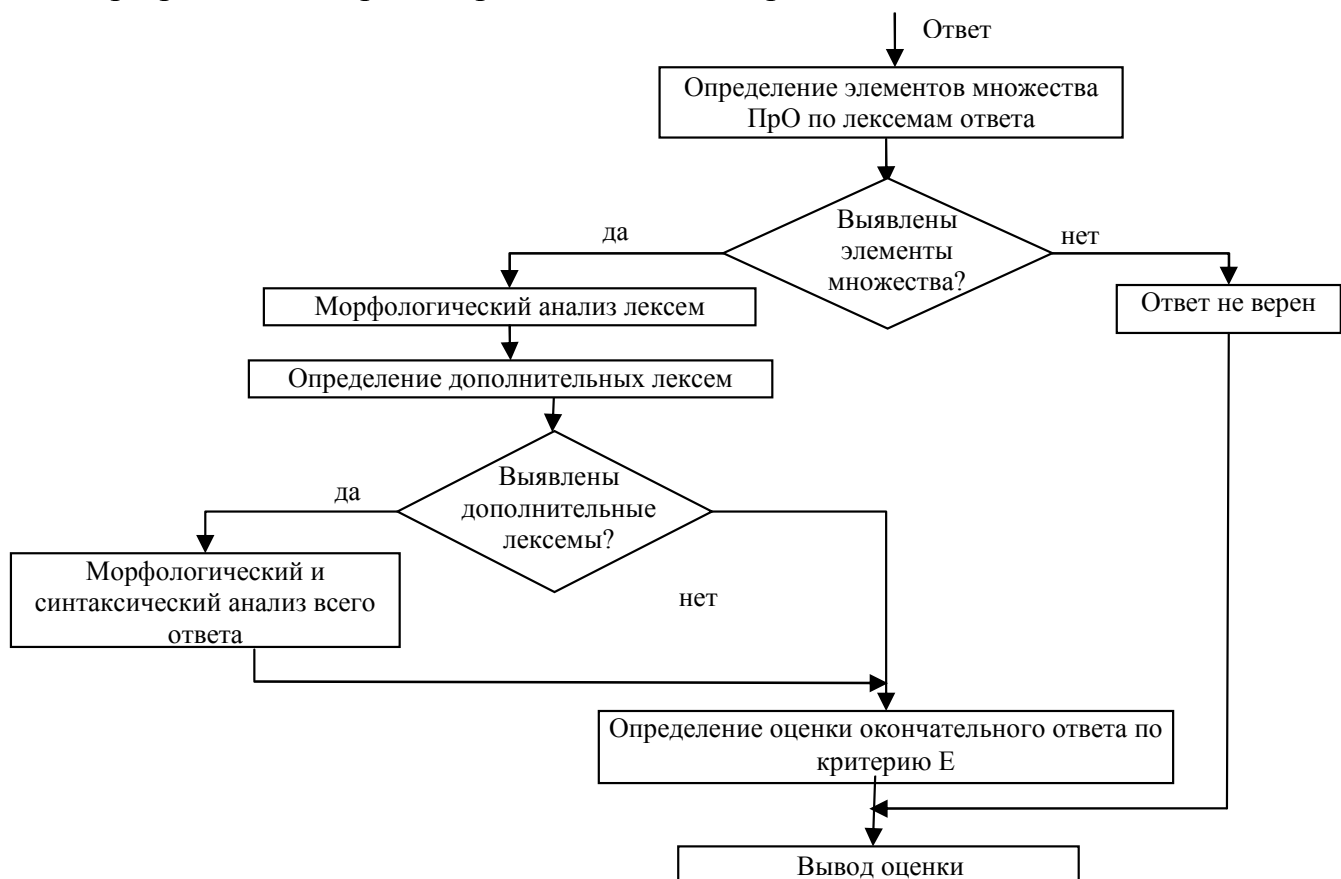 Ответ
Определение элементов множества
ПрО по лексемам ответа
Выявлены
элементы
множества?
да
нет
Морфологический анализ лексем
Ответ не верен
Определение дополнительных лексем
Выявлены
дополнительные
лексемы?
да
нет
Морфологический и
синтаксический анализ всего
ответа
Определение оценки окончательного ответа по
критерию Е
Вывод оценки